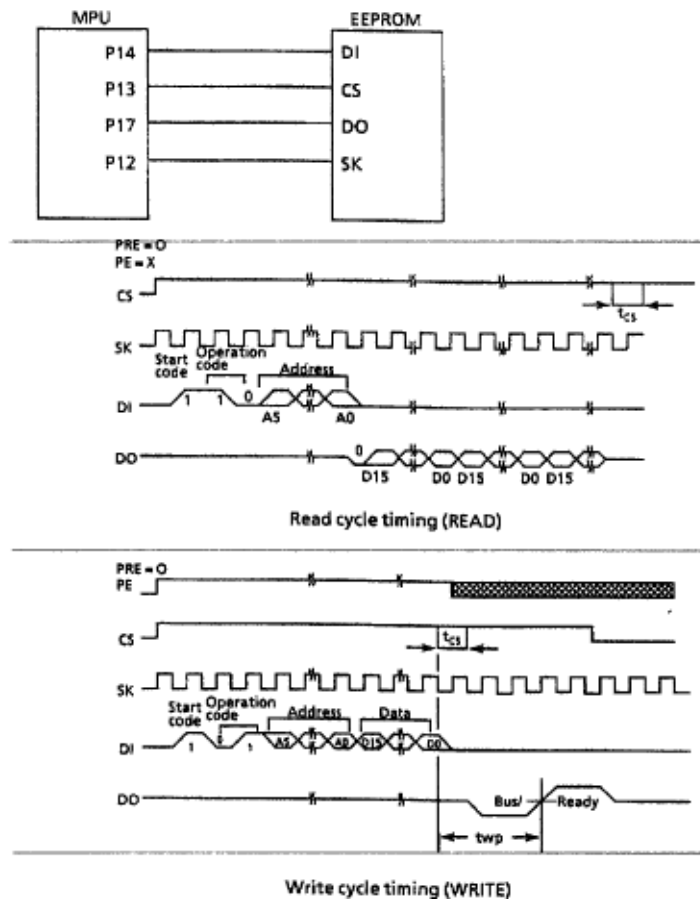 MPU EEPROM
P14 DI
P13 CS
P17 DO
P12 SK
PRE = O
PE = X
CS
tCS
SK
Start code
Operation code
Address
DI 1 1 0 A5 A0
DO 0 D15 D0 D15 D0 D15
Read cycle timing (READ)
PRE = O
PE
CS
tCS
SK
Start code
Operation code
Address Data
DI 1 0 1 A5 A0 D15 D0
DO Bus/ Ready
twp
Write cycle timing (WRITE)